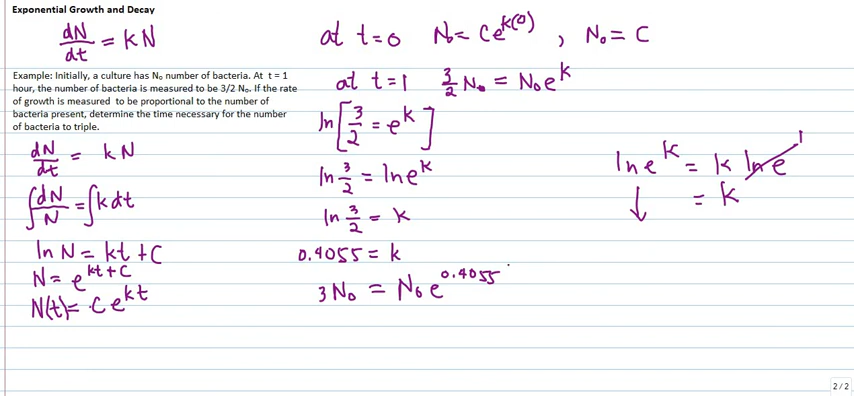 Exponential Growth and Decay
dN/dt = kN
Example: Initially, a culture has N₀ number of bacteria. At t = 1
hour, the number of bacteria is measured to be 3/2 N₀. If the rate
of growth is measured to be proportional to the number of
bacteria present, determine the time necessary for the number
of bacteria to triple.
dN/dt = kN
∫dN/N = ∫k dt
ln N = kt + C
N = e^(kt + C)
N(t) = C e^(kt)
at t = 0 N₀ = C e^(k(0)) , N₀ = C
at t = 1 3/2 N₀ = N₀ e^k
ln[3/2 = e^k]
ln 3/2 = ln e^k
ln 3/2 = k
0.4055 = k
3N₀ = N₀ e^(0.4055
ln e^k = k ln e 1
↓ = k
2 / 2